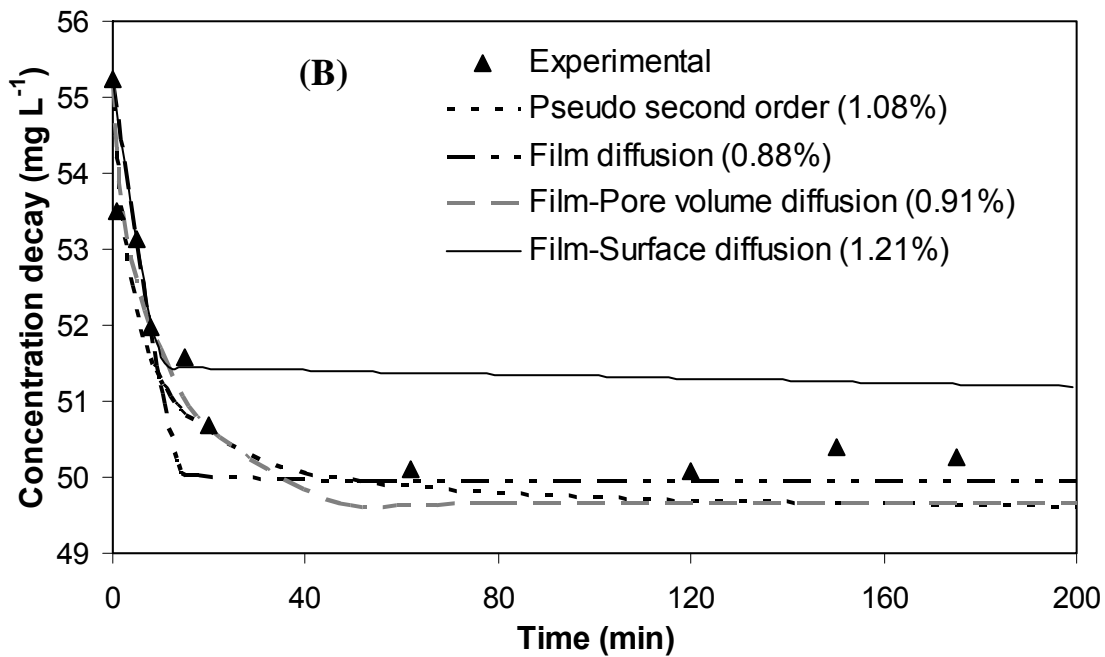 56
55
54
53
52
51
50
49
Concentration decay (mg L⁻¹)
(B)
Experimental
Pseudo second order (1.08%)
Film diffusion (0.88%)
Film-Pore volume diffusion (0.91%)
Film-Surface diffusion (1.21%)
0 40 80 120 160 200
Time (min)